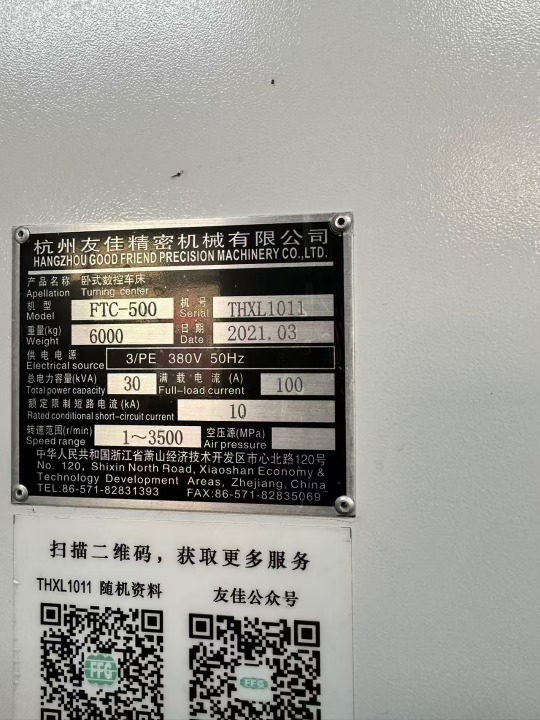 杭州友佳精密机械有限公司
HANGZHOU GOOD FRIEND PRECISION MACHINERY CO.,LTD.
产品名称 卧式数控车床
Apellation Turning center
机型 FTC-500 机号 THXL1011
Model Serial
重量(kg) 6000 日期 2021.03
Weight Date
供电电源 3/PE 380V 50Hz
Electrical source
总电力容量(kVA) 30 满载电流(A) 100
Total power capacity Full-load current
额定限制短路电流(kA) 10
Rated conditional short-circuit current
转速范围(r/min) 1~3500 空压源(MPa)
Speed range Air pressure
中华人民共和国浙江省萧山经济技术开发区市心北路120号
No. 120, Shixin North Road, Xiaoshan Economy &
Technology Development Areas, Zhejiang, China
TEL:86-571-82831393 FAX:86-571-82835069
扫描二维码，获取更多服务
THXL1011 随机资料 友佳公众号
FFG FFG